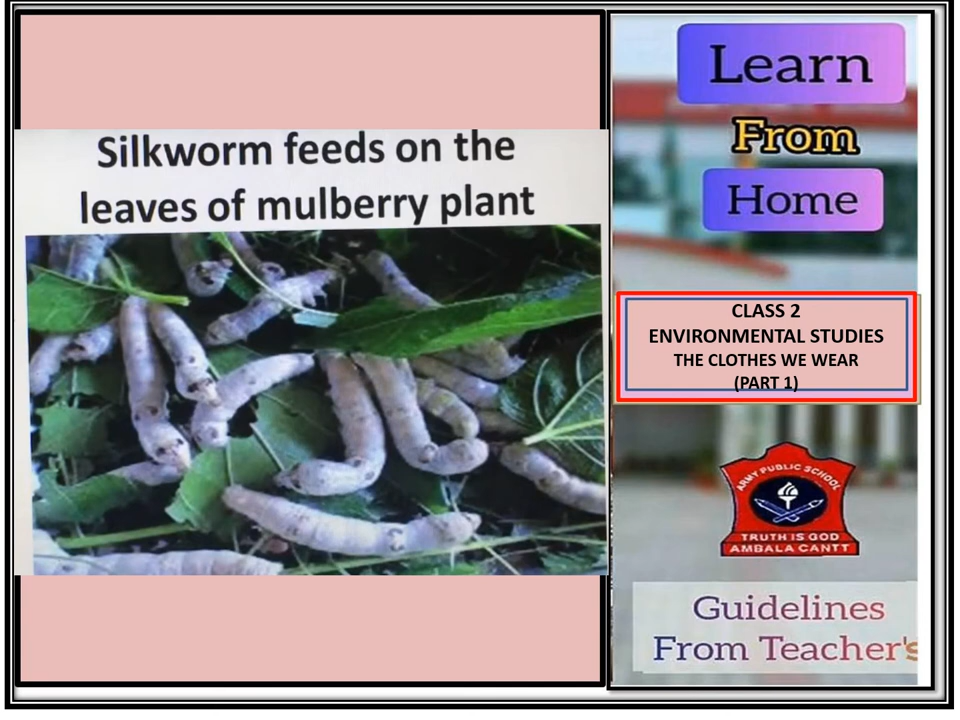 Silkworm feeds on the
leaves of mulberry plant
Learn
From
Home
CLASS 2
ENVIRONMENTAL STUDIES
THE CLOTHES WE WEAR
(PART 1)
ARMY PUBLIC SCHOOL
TRUTH IS GOD
AMBALA CANTT
Guidelines
From Teacher's